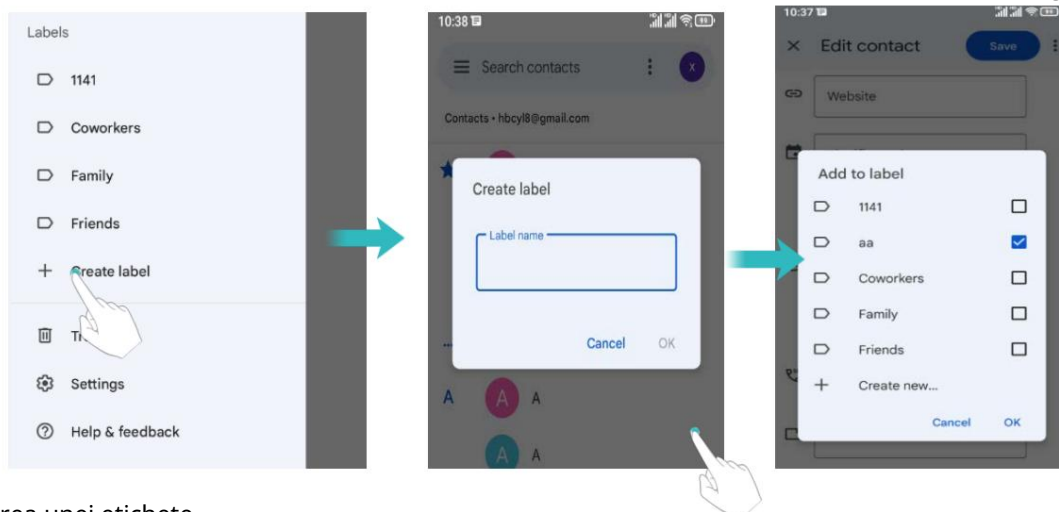 Labels
1141
Coworkers
Family
Friends
Create label
Settings
Help & feedback
10:38
Search contacts
X
Contacts • hbcyl8@gmail.com
Create label
Label name
Cancel OK
A A A
A A
10:37
Edit contact Save
Website
Add to label
1141
aa
Coworkers
Family
Friends
Create new...
Cancel OK
unei etichete